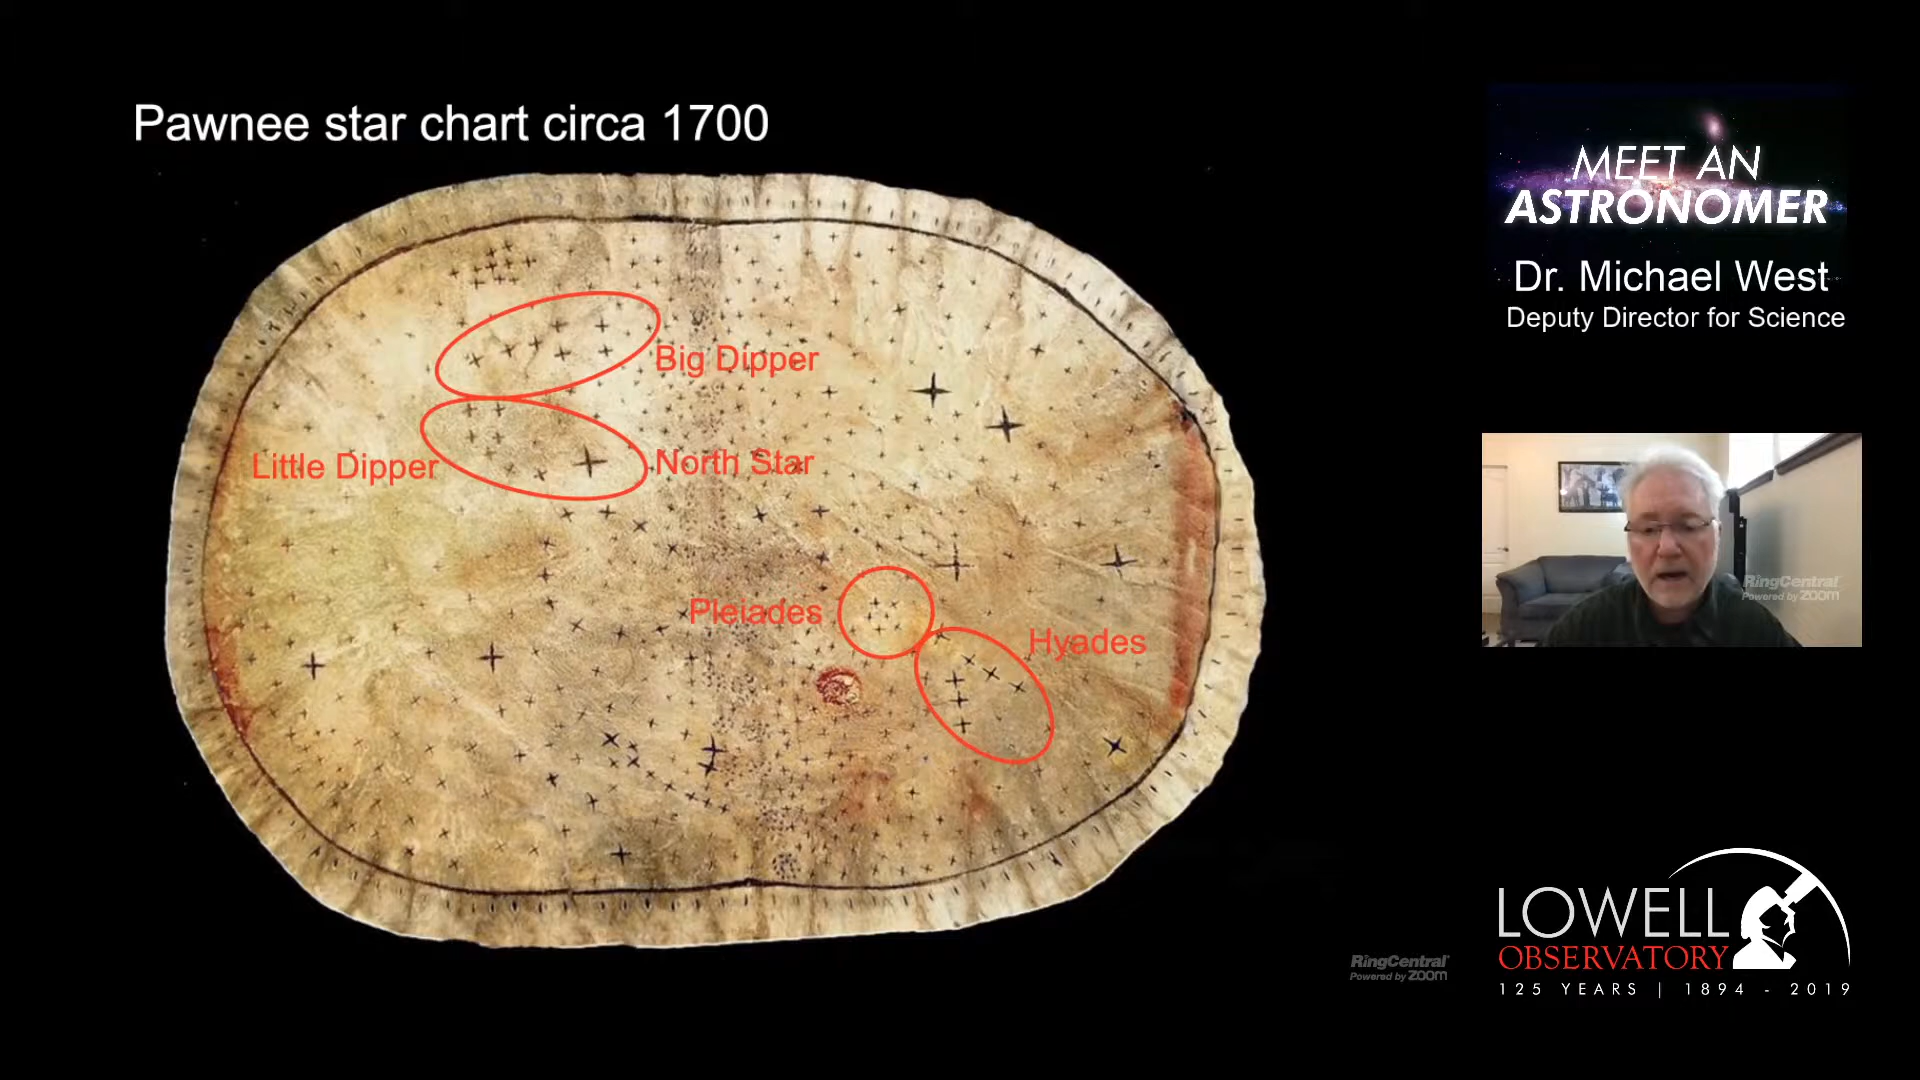 Pawnee star chart circa 1700
Big Dipper
Little Dipper
North Star
Pleiades
Hyades
MEET AN
ASTRONOMER
Dr. Michael West
Deputy Director for Science
RingCentral
Powered by zoom
RingCentral
Powered by zoom
LOWELL
OBSERVATORY
125 YEARS | 1894 - 2019